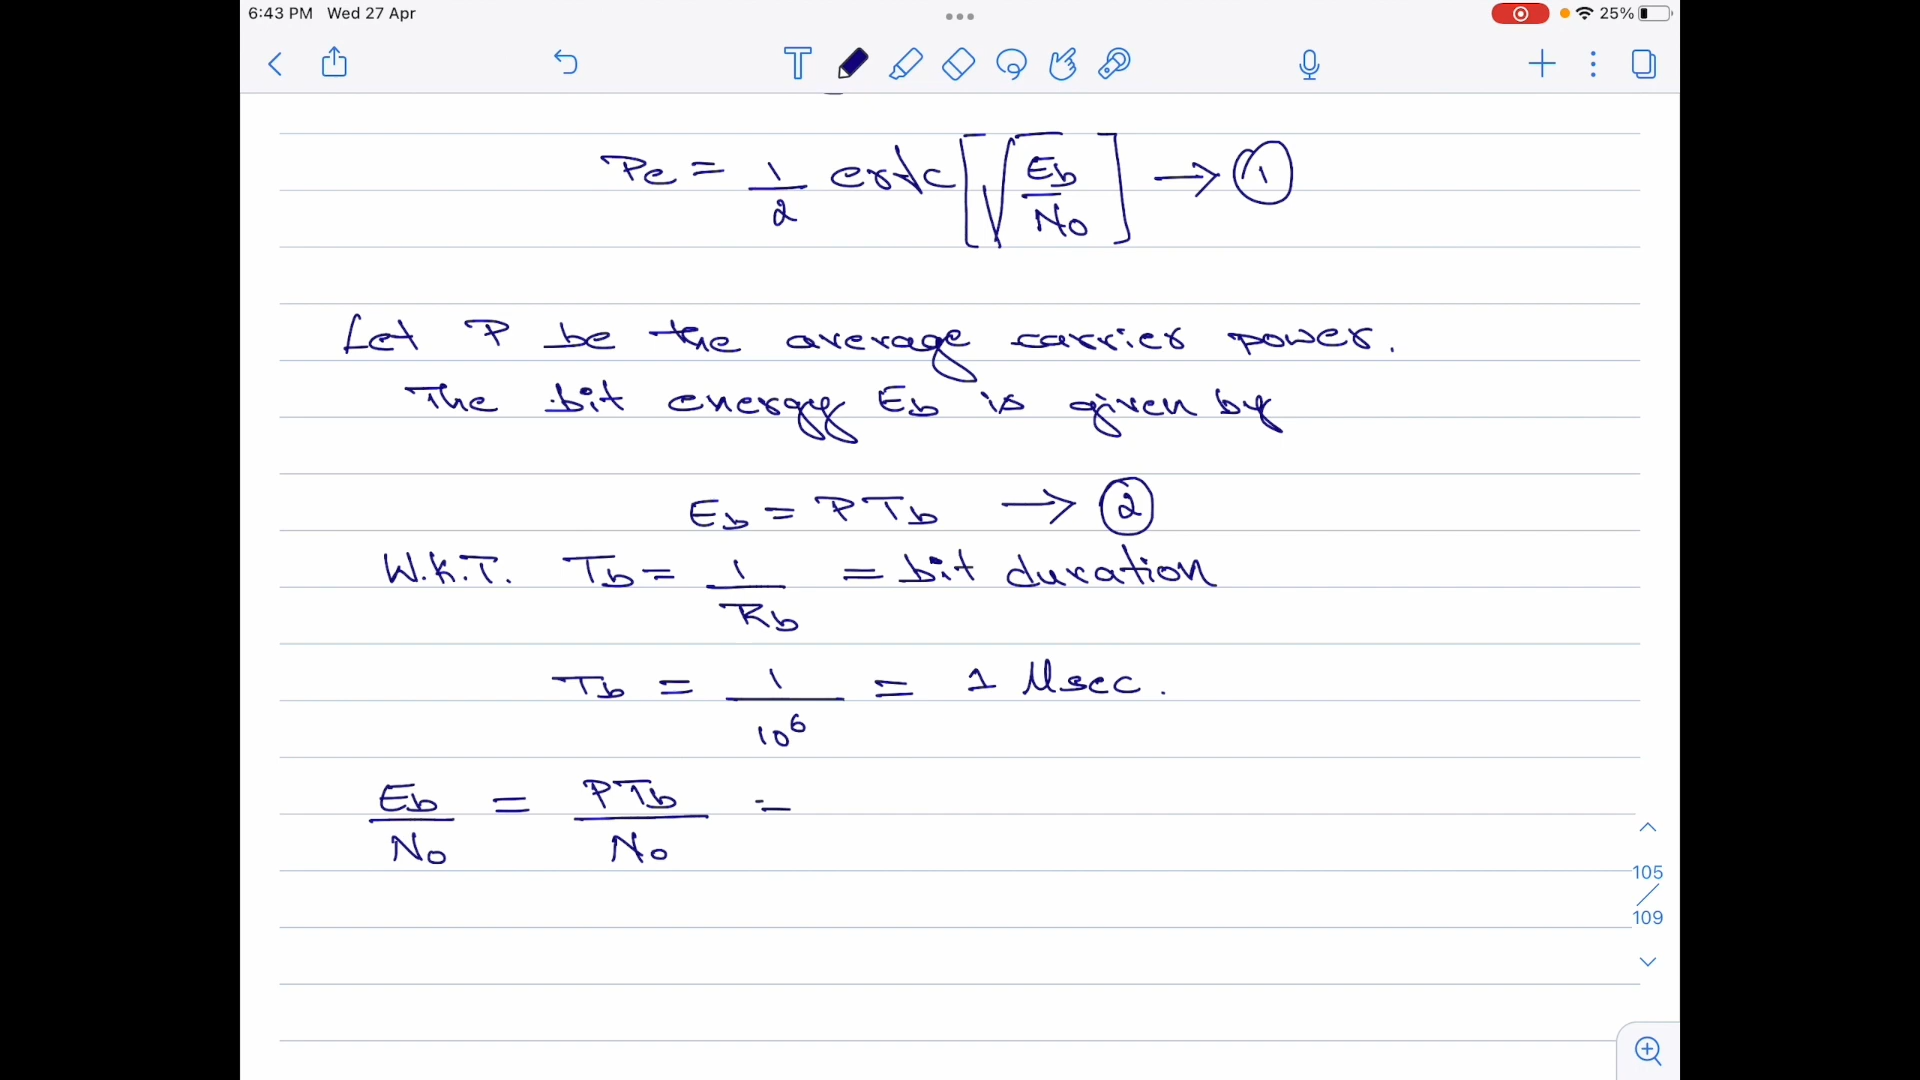 6:43 PM Wed 27 Apr 25%
T
Pe = 1/2 erfc [√(Eb/No)] → ①
Let P be the average carrier power.
The bit energy Eb is given by
Eb = PTb → ②
W.K.T. Tb = 1/Rb = bit duration
Tb = 1/10⁶ = 1 μsec.
Eb/No = PTb/No =
105
109